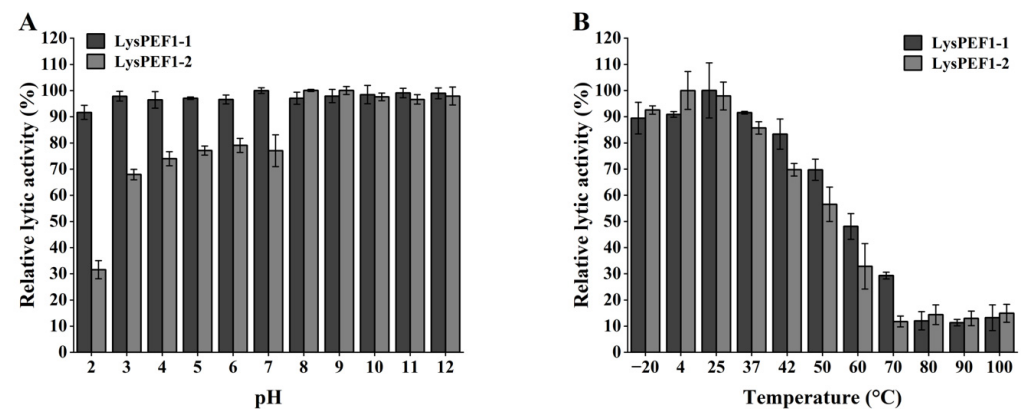 A
LysPEF1-1
LysPEF1-2
Relative lytic activity (%)
120
110
100
90
80
70
60
50
40
30
20
10
0
2 3 4 5 6 7 8 9 10 11 12
pH
B
LysPEF1-1
LysPEF1-2
Relative lytic activity (%)
120
110
100
90
80
70
60
50
40
30
20
10
0
−20 4 25 37 42 50 60 70 80 90 100
Temperature (°C)